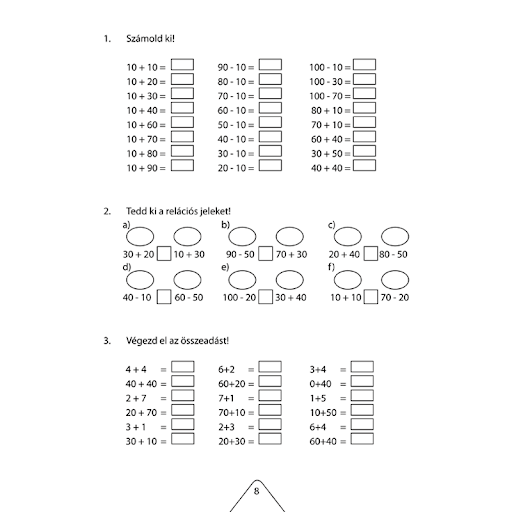 1. Számold ki!
10 + 10 = 90 - 10 = 100 - 10 =
10 + 20 = 80 - 10 = 100 - 30 =
10 + 30 = 70 - 10 = 100 - 70 =
10 + 40 = 60 - 10 = 80 + 10 =
10 + 60 = 50 - 10 = 70 + 10 =
10 + 70 = 40 - 10 = 60 + 40 =
10 + 80 = 30 - 10 = 30 + 50 =
10 + 90 = 20 - 10 = 40 + 40 =
2. Tedd ki a relációs jeleket!
a) b) c)
30 + 20 10 + 30 90 - 50 70 + 30 20 + 40 80 - 50
d) e) f)
40 - 10 60 - 50 100 - 20 30 + 40 10 + 10 70 - 20
3. Végezd el az összeadást!
4 + 4 = 6+2 = 3+4 =
40 + 40 = 60+20 = 0+40 =
2 + 7 = 7+1 = 1+5 =
20 + 70 = 70+10 = 10+50 =
3 + 1 = 2+3 = 6+4 =
30 + 10 = 20+30 = 60+40 =
8